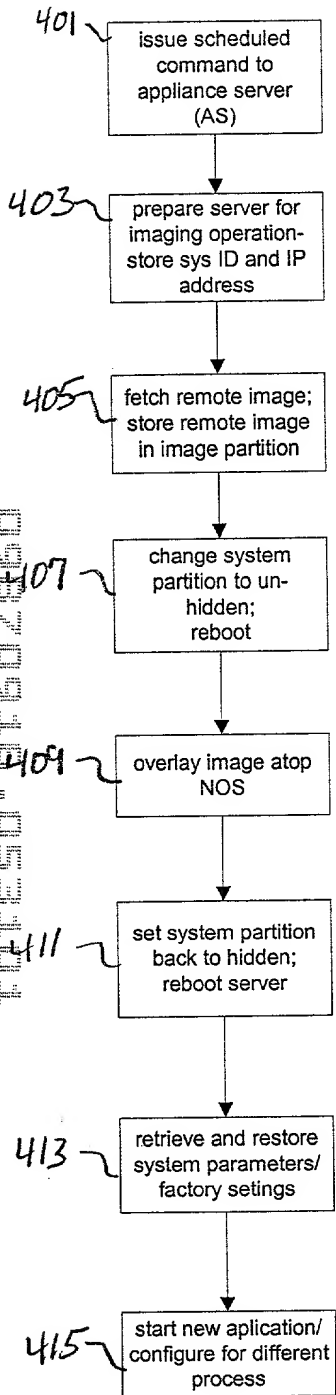 401
issue scheduled
command to
appliance server
(AS)
403
prepare server for
imaging operation-
store sys ID and IP
address
405
fetch remote image;
store remote image
in image partition
407
change system
partition to un-
hidden;
reboot
409
overlay image atop
NOS
411
set system partition
back to hidden;
reboot server
413
retrieve and restore
system parameters/
factory setings
415
start new aplication/
configure for different
process